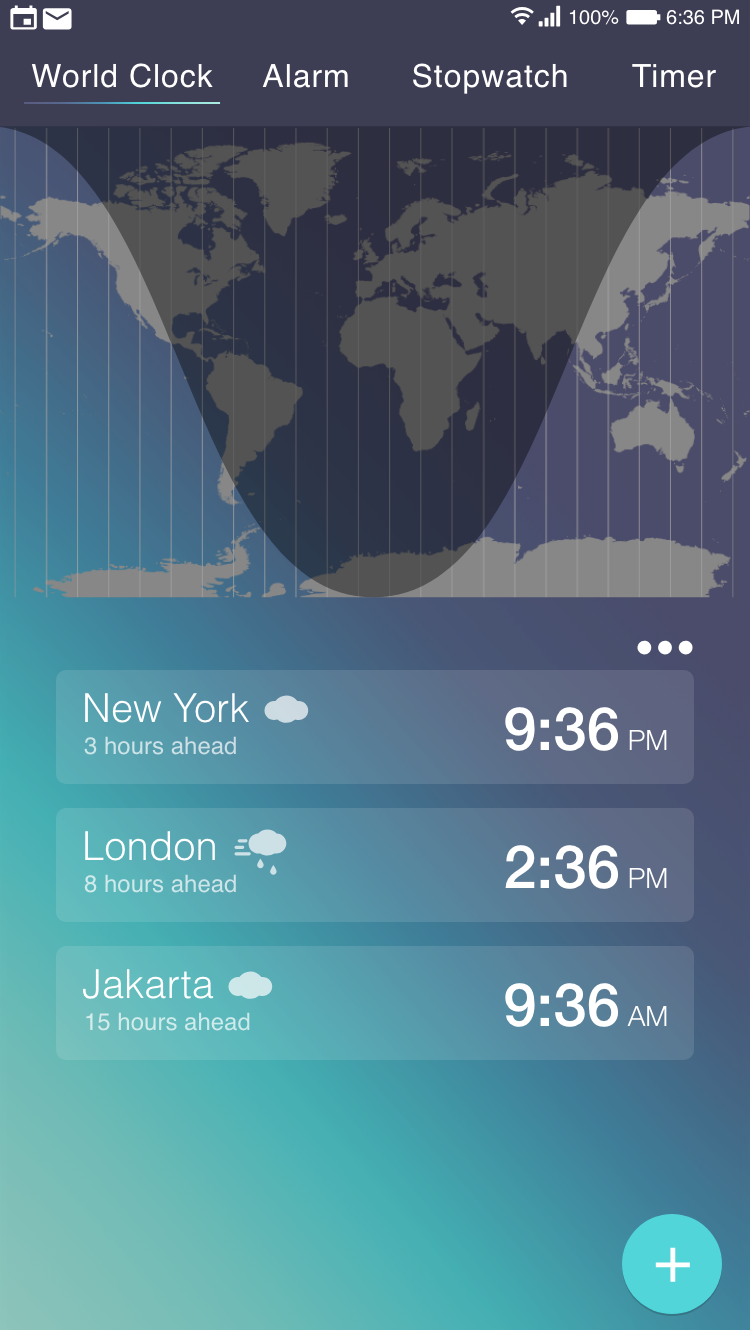 100% 6:36 PM
World Clock Alarm Stopwatch Timer
New York
3 hours ahead
9:36 PM
London
8 hours ahead
2:36 PM
Jakarta
15 hours ahead
9:36 AM